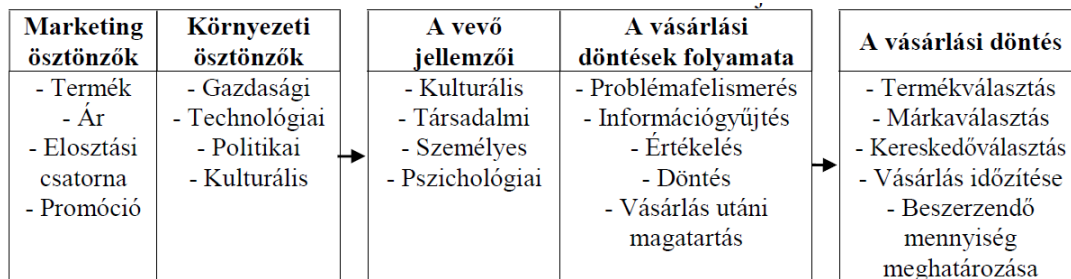 Marketing
ösztönzők
- Termék
- Ár
- Elosztási
csatorna
- Promóció
Környezeti
ösztönzők
- Gazdasági
- Technológiai
- Politikai
- Kulturális
A vevő
jellemzői
- Kulturális
- Társadalmi
- Személyes
- Pszichológiai
A vásárlási
döntések folyamata
- Problémafelismerés
- Információgyűjtés
- Értékelés
- Döntés
- Vásárlás utáni
magatartás
A vásárlási döntés
- Termékválasztás
- Márkaválasztás
- Kereskedőválasztás
- Vásárlás időzítése
- Beszerzendő
mennyiség
meghatározása